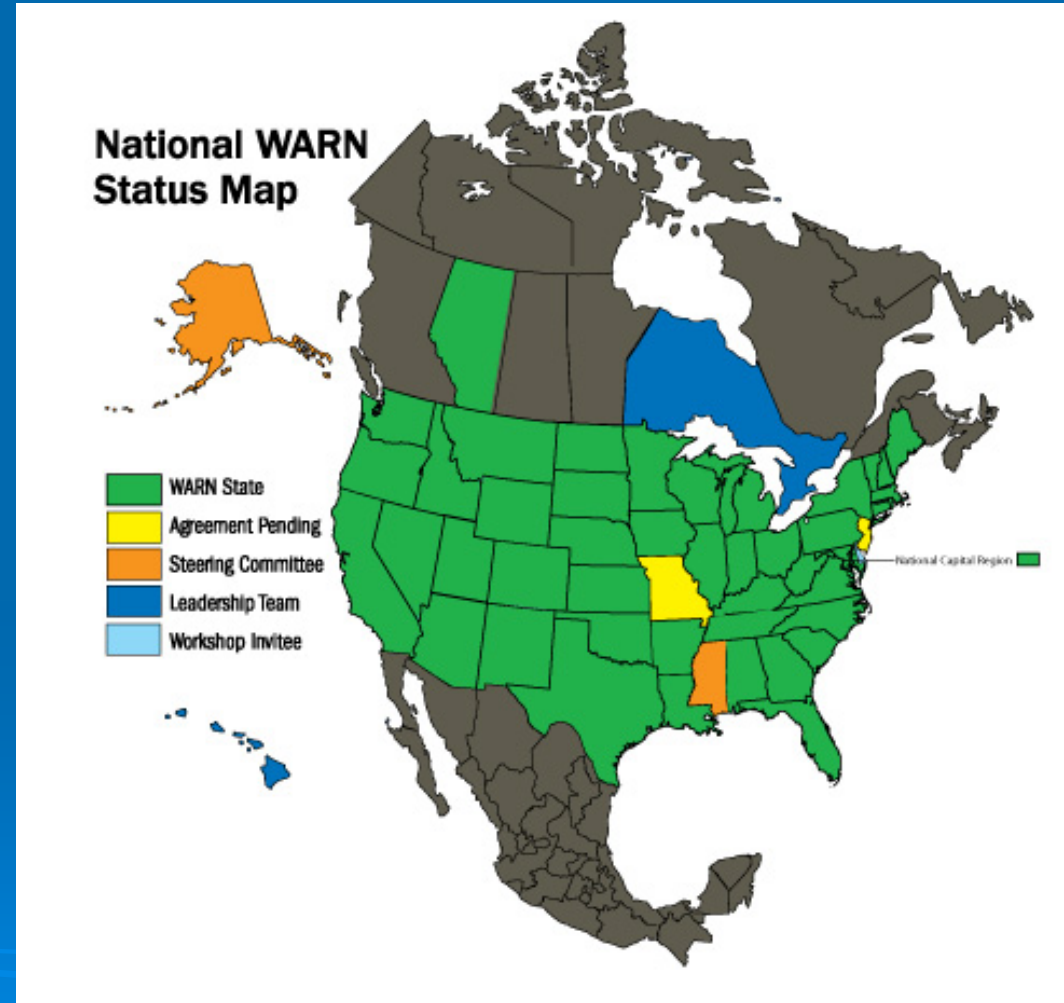 National WARN
Status Map
WARN State
Agreement Pending
Steering Committee
Leadership Team
Workshop Invitee
National Capital Region